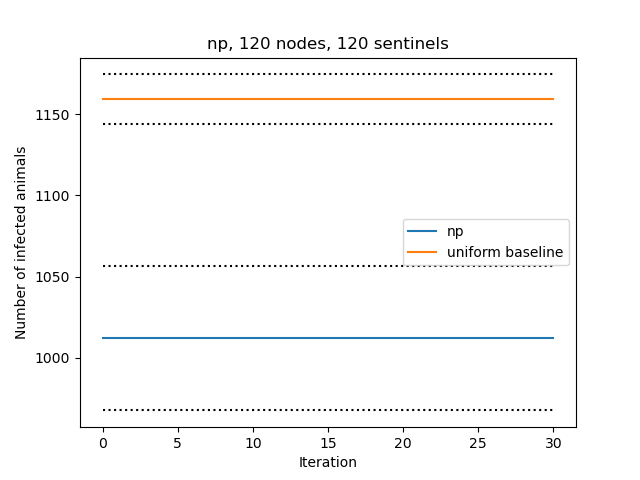 np, 120 nodes, 120 sentinels
1150
1100
1050
1000
Number of infected animals
np
uniform baseline
0 5 10 15 20 25 30
Iteration